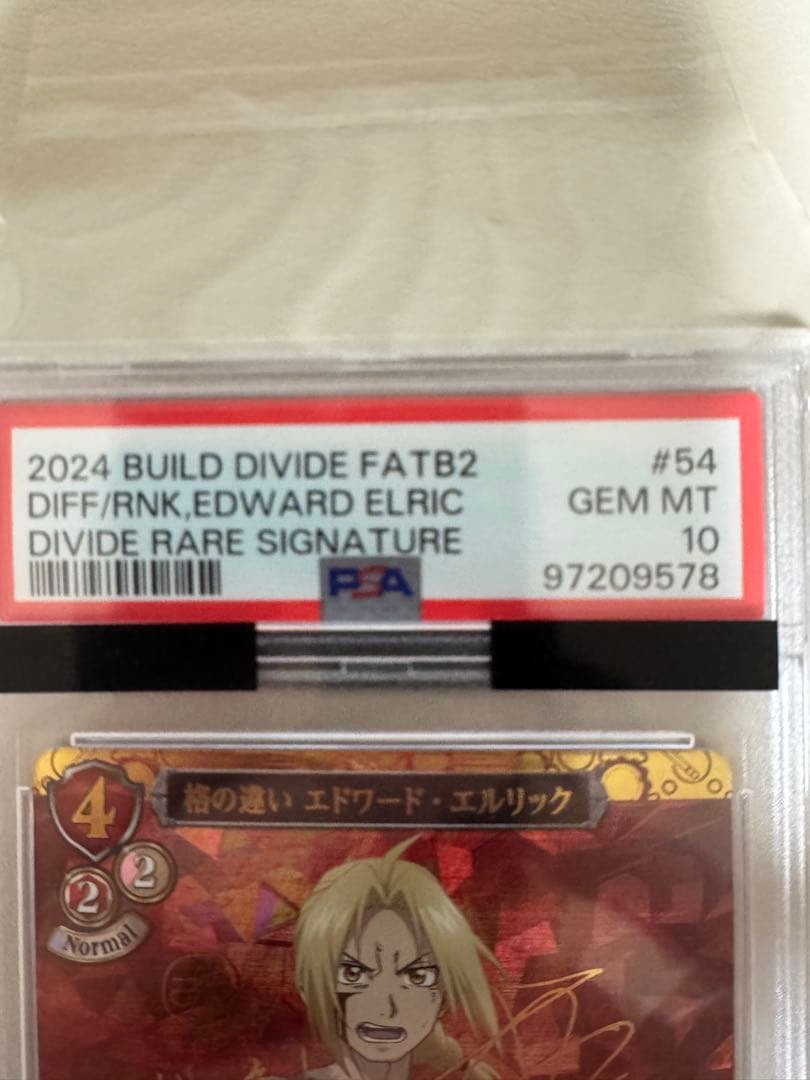 2024 BUILD DIVIDE FATB2 #54
DIFF/RNK,EDWARD ELRIC GEM MT
DIVIDE RARE SIGNATURE 10
97209578
PSA
格の違い エドワード・エルリック
4
2
2
Normal